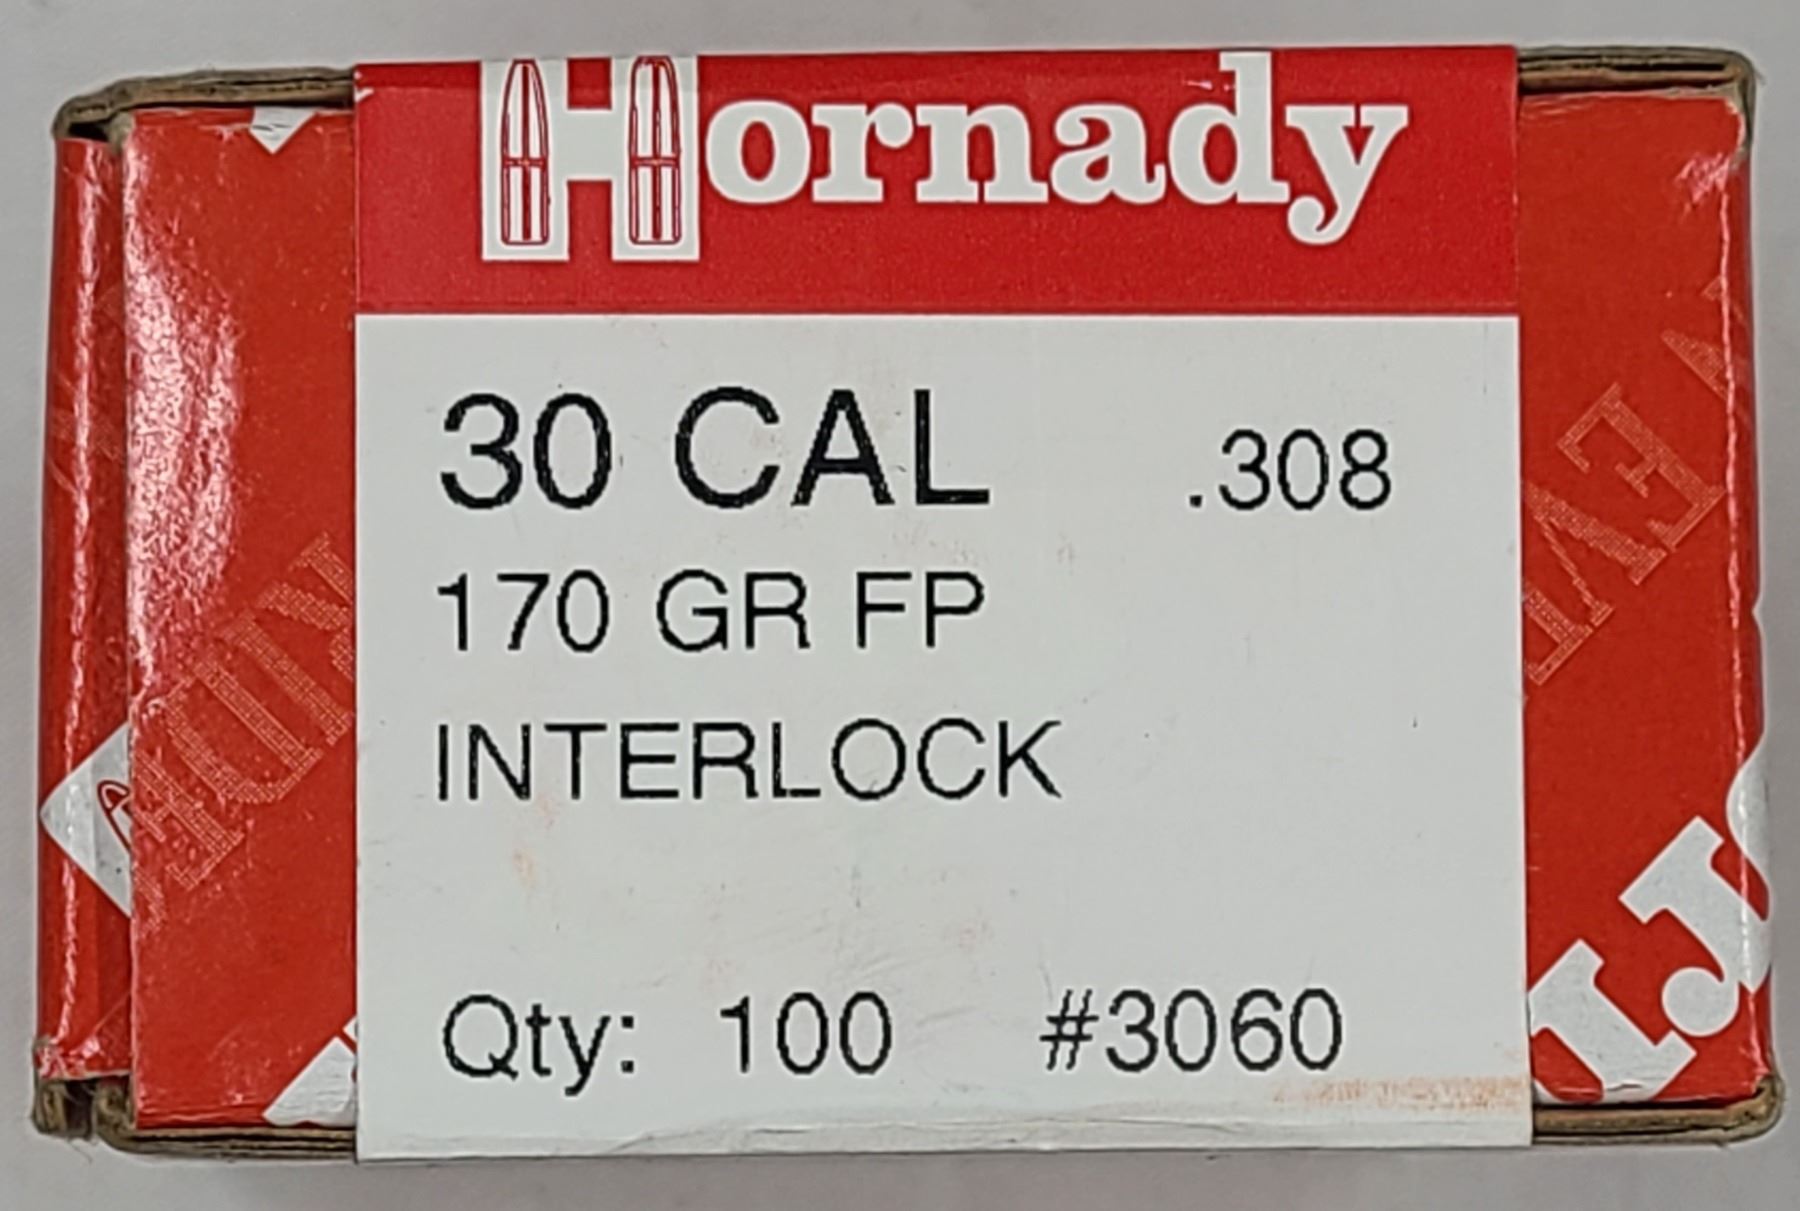 Hornady
30 CAL .308
170 GR FP
INTERLOCK
Qty: 100 #3060